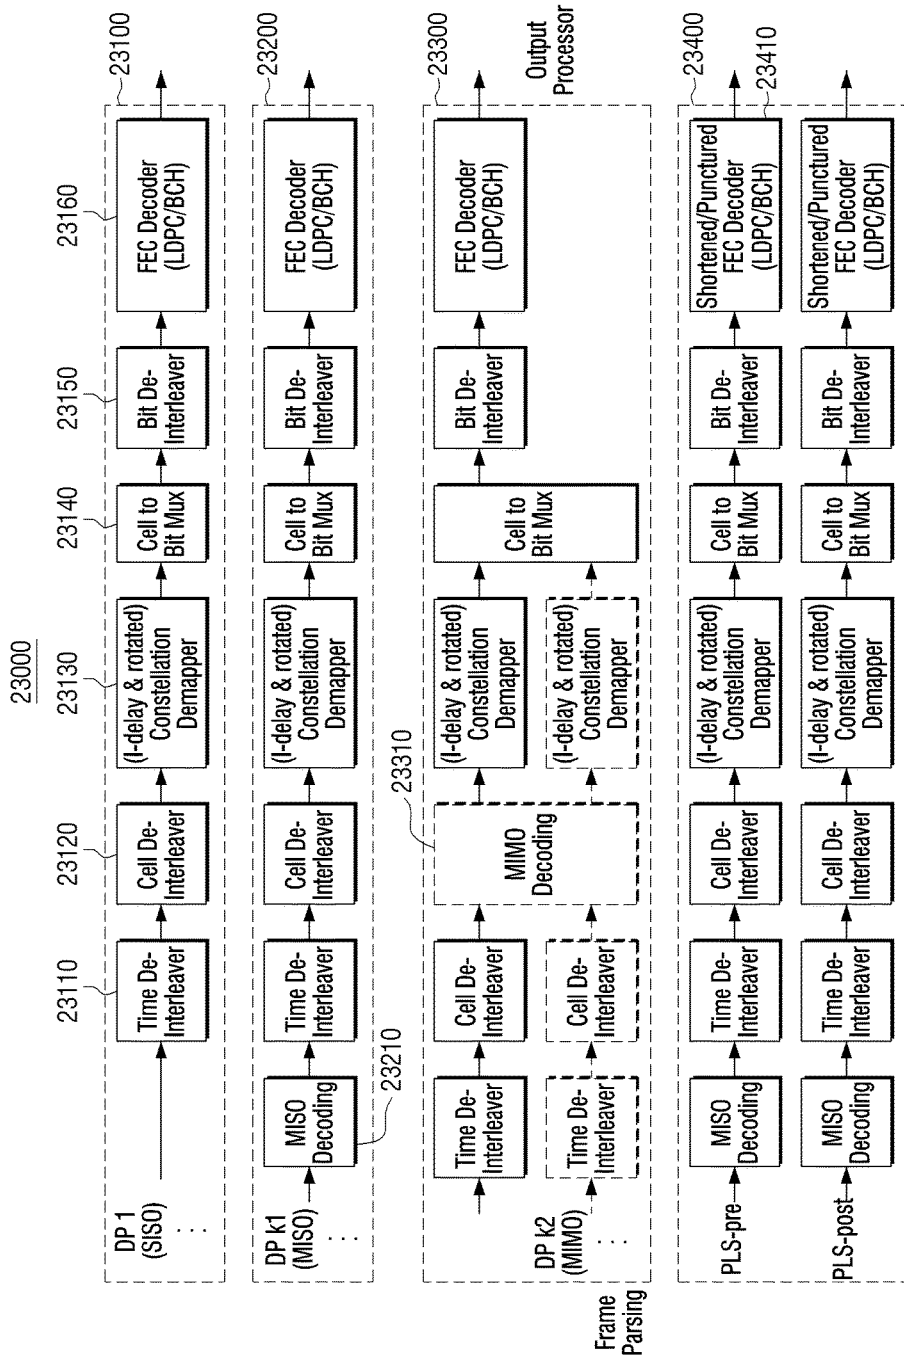 23000
23110
23120
23130
23140
23150
23160
23100
DP 1
(SISO)
. . .
Time De-
Interleaver
Cell De-
Interleaver
(I-delay & rotated)
Constellation
Demapper
Cell to
Bit Mux
Bit De-
Interleaver
FEC Decoder
(LDPC/BCH)
23200
DP k1
(MISO)
. . .
MISO
Decoding
23210
Time De-
Interleaver
Cell De-
Interleaver
(I-delay & rotated)
Constellation
Demapper
Cell to
Bit Mux
Bit De-
Interleaver
FEC Decoder
(LDPC/BCH)
23310
23300
Time De-
Interleaver
Cell De-
Interleaver
MIMO
Decoding
(I-delay & rotated)
Constellation
Demapper
Cell to
Bit Mux
Bit De-
Interleaver
FEC Decoder
(LDPC/BCH)
DP k2
(MIMO)
. . .
Time De-
Interleaver
Cell De-
Interleaver
(I-delay & rotated)
Constellation
Demapper
Output
Processor
Frame
Parsing
23400
PLS-pre
MISO
Decoding
Time De-
Interleaver
Cell De-
Interleaver
(I-delay & rotated)
Constellation
Demapper
Cell to
Bit Mux
Bit De-
Interleaver
Shortened/Punctured
FEC Decoder
(LDPC/BCH)
23410
PLS-post
MISO
Decoding
Time De-
Interleaver
Cell De-
Interleaver
(I-delay & rotated)
Constellation
Demapper
Cell to
Bit Mux
Bit De-
Interleaver
Shortened/Punctured
FEC Decoder
(LDPC/BCH)